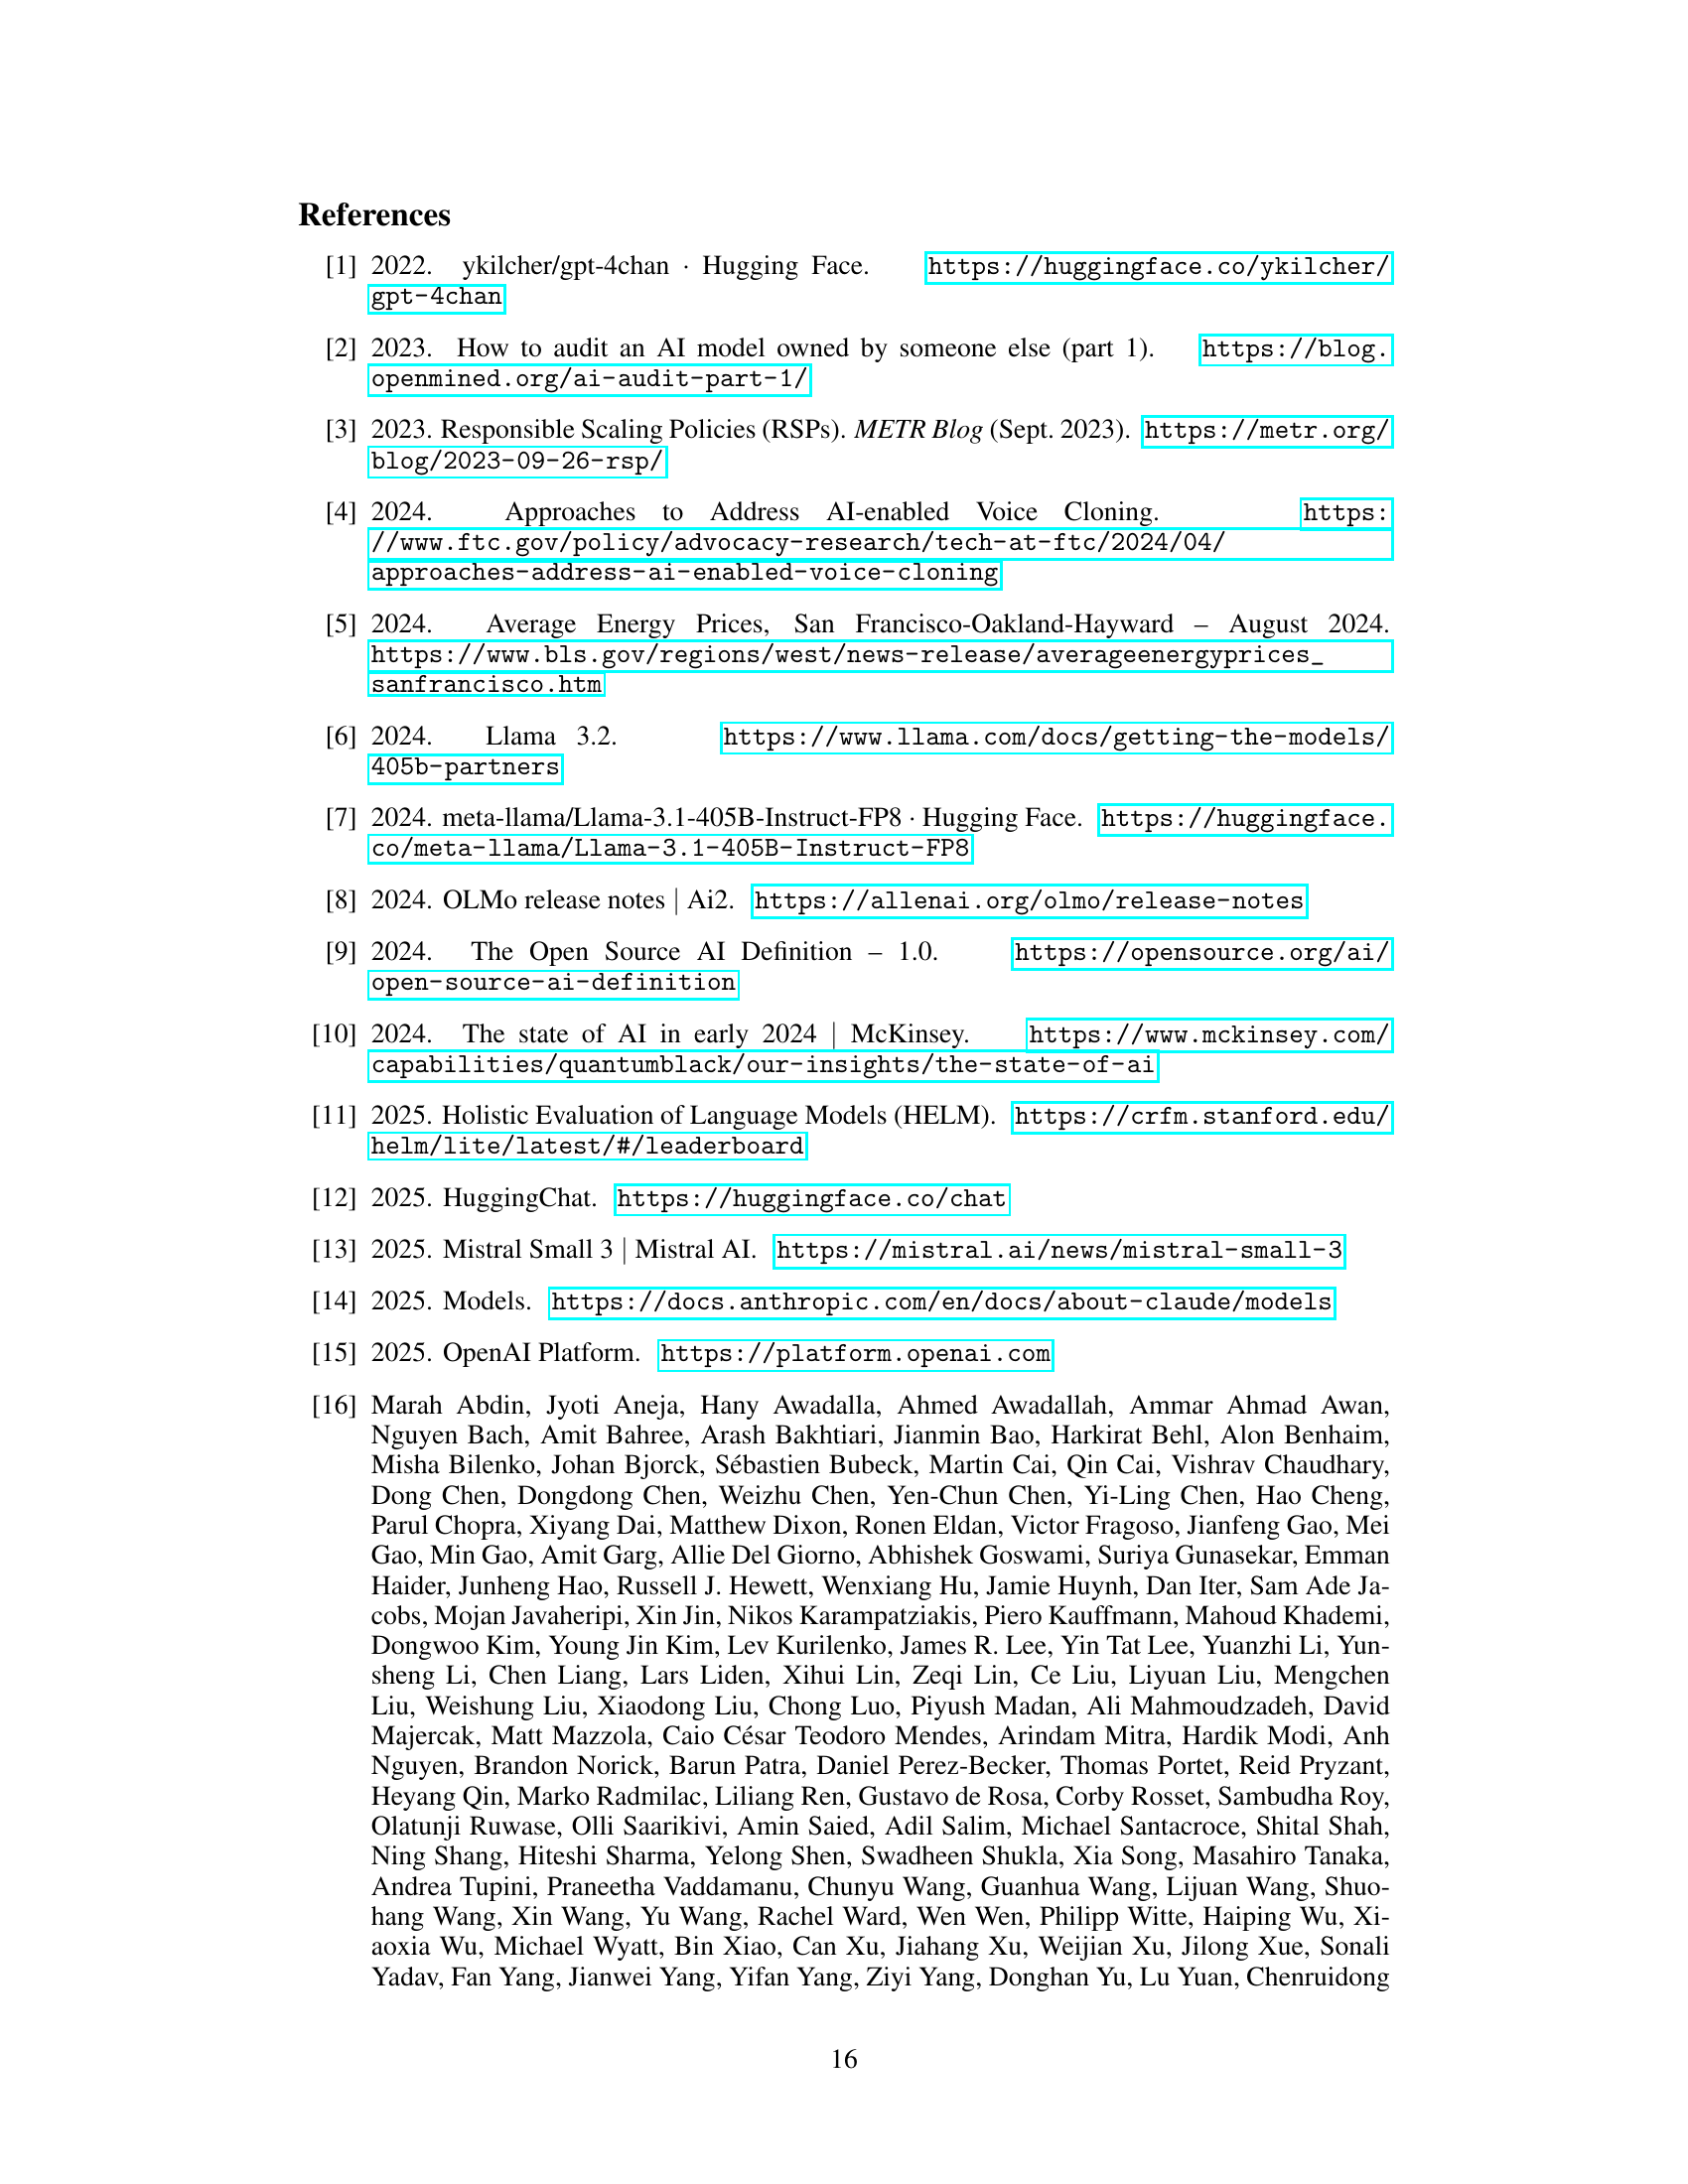 References
[1] 2022. ykilcher/gpt-4chan · Hugging Face. https://huggingface.co/ykilcher/
gpt-4chan
[2] 2023. How to audit an AI model owned by someone else (part 1). https://blog.
openmined.org/ai-audit-part-1/
[3] 2023. Responsible Scaling Policies (RSPs). METR Blog (Sept. 2023). https://metr.org/
blog/2023-09-26-rsp/
[4] 2024. Approaches to Address AI-enabled Voice Cloning. https:
//www.ftc.gov/policy/advocacy-research/tech-at-ftc/2024/04/
approaches-address-ai-enabled-voice-cloning
[5] 2024. Average Energy Prices, San Francisco-Oakland-Hayward – August 2024.
https://www.bls.gov/regions/west/news-release/averageenergyprices_
sanfrancisco.htm
[6] 2024. Llama 3.2. https://www.llama.com/docs/getting-the-models/
405b-partners
[7] 2024. meta-llama/Llama-3.1-405B-Instruct-FP8 · Hugging Face. https://huggingface.
co/meta-llama/Llama-3.1-405B-Instruct-FP8
[8] 2024. OLMo release notes | Ai2. https://allenai.org/olmo/release-notes
[9] 2024. The Open Source AI Definition – 1.0. https://opensource.org/ai/
open-source-ai-definition
[10] 2024. The state of AI in early 2024 | McKinsey. https://www.mckinsey.com/
capabilities/quantumblack/our-insights/the-state-of-ai
[11] 2025. Holistic Evaluation of Language Models (HELM). https://crfm.stanford.edu/
helm/lite/latest/#/leaderboard
[12] 2025. HuggingChat. https://huggingface.co/chat
[13] 2025. Mistral Small 3 | Mistral AI. https://mistral.ai/news/mistral-small-3
[14] 2025. Models. https://docs.anthropic.com/en/docs/about-claude/models
[15] 2025. OpenAI Platform. https://platform.openai.com
[16] Marah Abdin, Jyoti Aneja, Hany Awadalla, Ahmed Awadallah, Ammar Ahmad Awan,
Nguyen Bach, Amit Bahree, Arash Bakhtiari, Jianmin Bao, Harkirat Behl, Alon Benhaim,
Misha Bilenko, Johan Bjorck, Sébastien Bubeck, Martin Cai, Qin Cai, Vishrav Chaudhary,
Dong Chen, Dongdong Chen, Weizhu Chen, Yen-Chun Chen, Yi-Ling Chen, Hao Cheng,
Parul Chopra, Xiyang Dai, Matthew Dixon, Ronen Eldan, Victor Fragoso, Jianfeng Gao, Mei
Gao, Min Gao, Amit Garg, Allie Del Giorno, Abhishek Goswami, Suriya Gunasekar, Emman
Haider, Junheng Hao, Russell J. Hewett, Wenxiang Hu, Jamie Huynh, Dan Iter, Sam Ade Ja-
cobs, Mojan Javaheripi, Xin Jin, Nikos Karampatziakis, Piero Kauffmann, Mahoud Khademi,
Dongwoo Kim, Young Jin Kim, Lev Kurilenko, James R. Lee, Yin Tat Lee, Yuanzhi Li, Yun-
sheng Li, Chen Liang, Lars Liden, Xihui Lin, Zeqi Lin, Ce Liu, Liyuan Liu, Mengchen
Liu, Weishung Liu, Xiaodong Liu, Chong Luo, Piyush Madan, Ali Mahmoudzadeh, David
Majercak, Matt Mazzola, Caio César Teodoro Mendes, Arindam Mitra, Hardik Modi, Anh
Nguyen, Brandon Norick, Barun Patra, Daniel Perez-Becker, Thomas Portet, Reid Pryzant,
Heyang Qin, Marko Radmilac, Liliang Ren, Gustavo de Rosa, Corby Rosset, Sambudha Roy,
Olatunji Ruwase, Olli Saarikivi, Amin Saied, Adil Salim, Michael Santacroce, Shital Shah,
Ning Shang, Hiteshi Sharma, Yelong Shen, Swadheen Shukla, Xia Song, Masahiro Tanaka,
Andrea Tupini, Praneetha Vaddamanu, Chunyu Wang, Guanhua Wang, Lijuan Wang, Shuo-
hang Wang, Xin Wang, Yu Wang, Rachel Ward, Wen Wen, Philipp Witte, Haiping Wu, Xi-
aoxia Wu, Michael Wyatt, Bin Xiao, Can Xu, Jiahang Xu, Weijian Xu, Jilong Xue, Sonali
Yadav, Fan Yang, Jianwei Yang, Yifan Yang, Ziyi Yang, Donghan Yu, Lu Yuan, Chenruidong
16